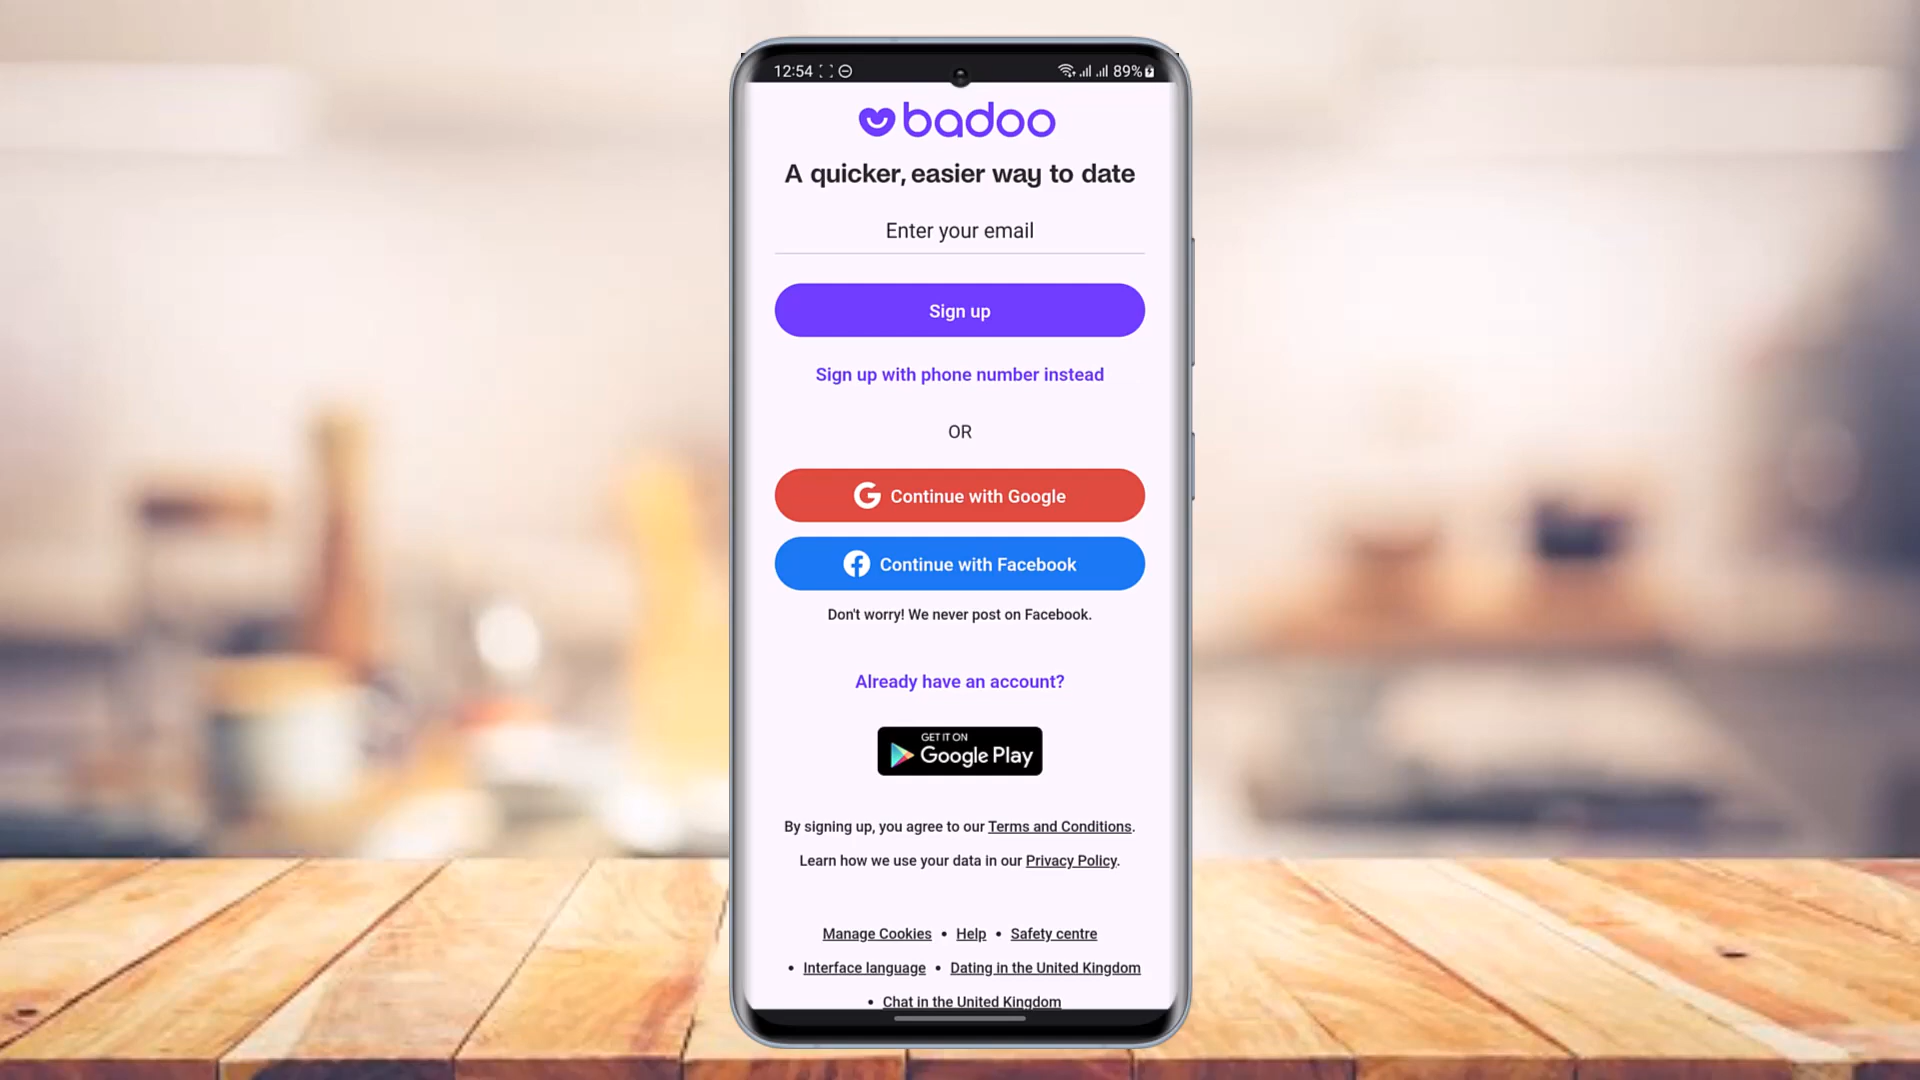 12:54 89%
badoo
A quicker, easier way to date
Enter your email
Sign up
Sign up with phone number instead
OR
Continue with Google
Continue with Facebook
Don't worry! We never post on Facebook.
Already have an account?
GET IT ON
Google Play
By signing up, you agree to our Terms and Conditions.
Learn how we use your data in our Privacy Policy.
Manage Cookies • Help • Safety centre
• Interface language • Dating in the United Kingdom
• Chat in the United Kingdom